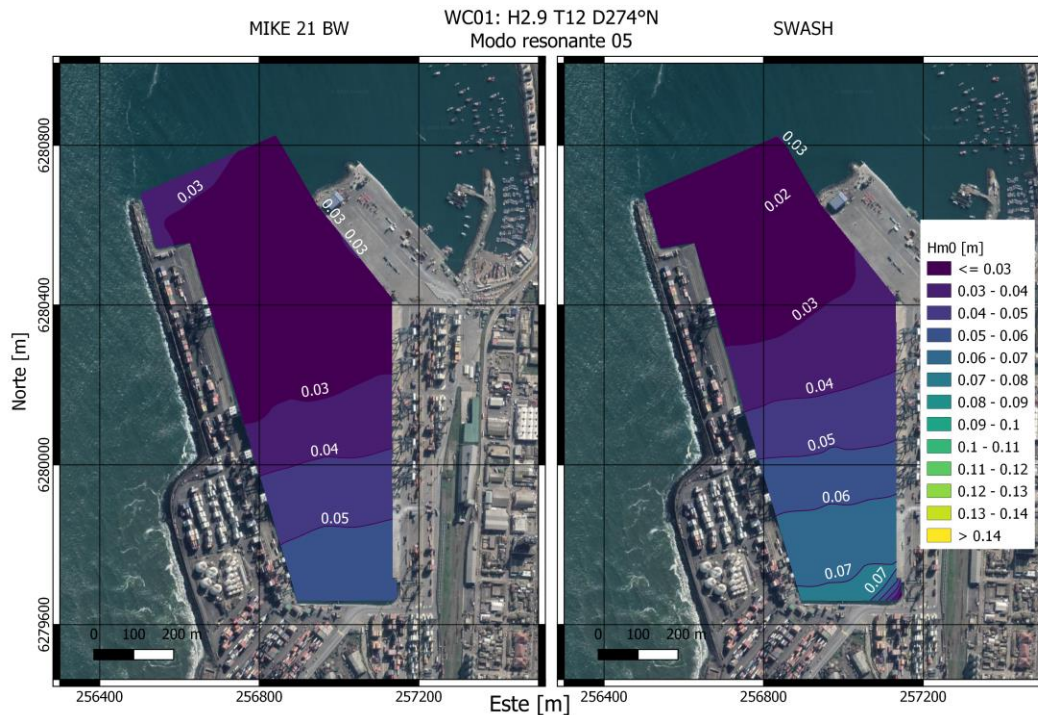 WC01: H2.9 T12 D274°N
MIKE 21 BW
SWASH
Modo resonante 05
6280800
6280400
6280000
6279600
Norte [m]
0.03
0.03
0.03
0.03
0.04
0.05
0 100 200 m
0.03
0.02
0.03
0.04
0.05
0.06
0.07
0.07
0 100 200 m
Hm0 [m]
<= 0.03
0.03 - 0.04
0.04 - 0.05
0.05 - 0.06
0.06 - 0.07
0.07 - 0.08
0.08 - 0.09
0.09 - 0.1
0.1 - 0.11
0.11 - 0.12
0.12 - 0.13
0.13 - 0.14
> 0.14
256400 256800 257200 256400 256800 257200
Este [m]